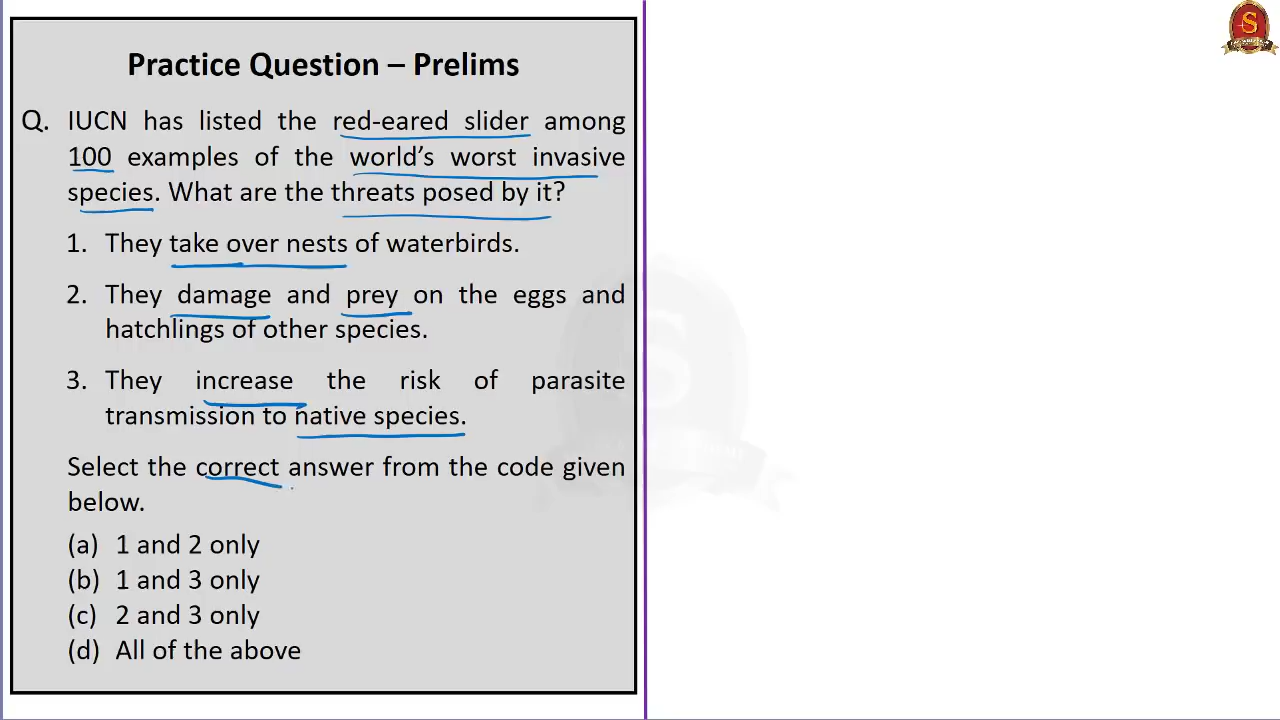 Practice Question – Prelims
Q. IUCN has listed the red-eared slider among
100 examples of the world's worst invasive
species. What are the threats posed by it?
1. They take over nests of waterbirds.
2. They damage and prey on the eggs and
hatchlings of other species.
3. They increase the risk of parasite
transmission to native species.
Select the correct answer from the code given
below.
(a) 1 and 2 only
(b) 1 and 3 only
(c) 2 and 3 only
(d) All of the above
S